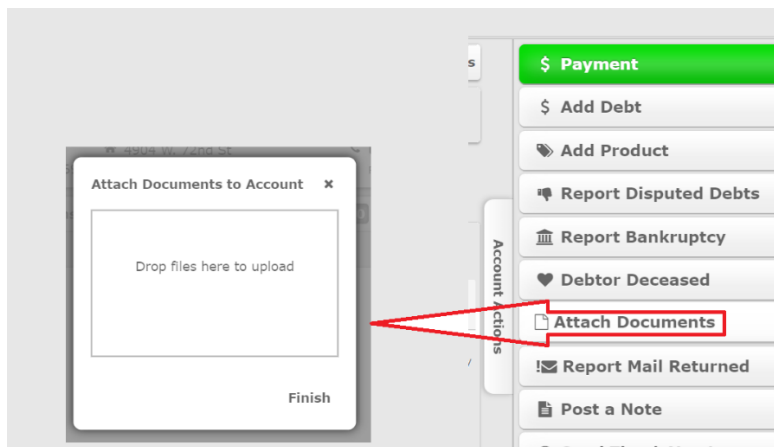 4904 W. 72nd St
Attach Documents to Account ×
Drop files here to upload
Finish
s
Account Actions
$ Payment
$ Add Debt
Add Product
Report Disputed Debts
Report Bankruptcy
Debtor Deceased
Attach Documents
! Report Mail Returned
Post a Note